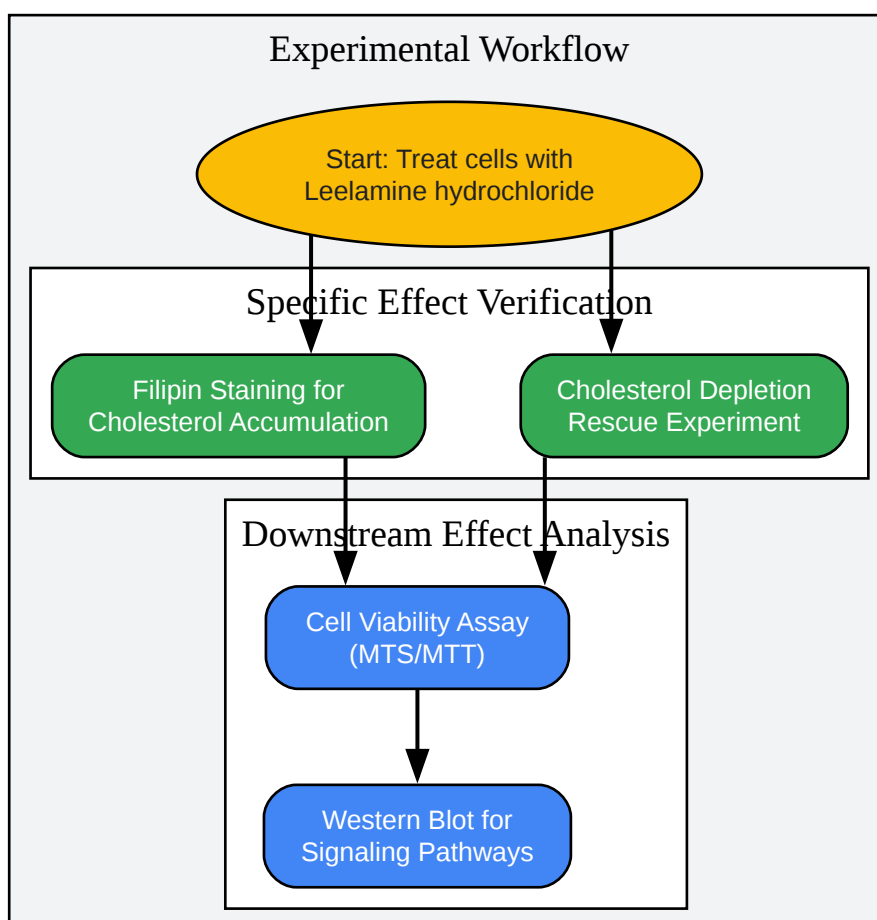 Experimental Workflow
Start: Treat cells with
Leelamine hydrochloride
Specific Effect Verification
Filipin Staining for
Cholesterol Accumulation
Cholesterol Depletion
Rescue Experiment
Downstream Effect Analysis
Cell Viability Assay
(MTS/MTT)
Western Blot for
Signaling Pathways